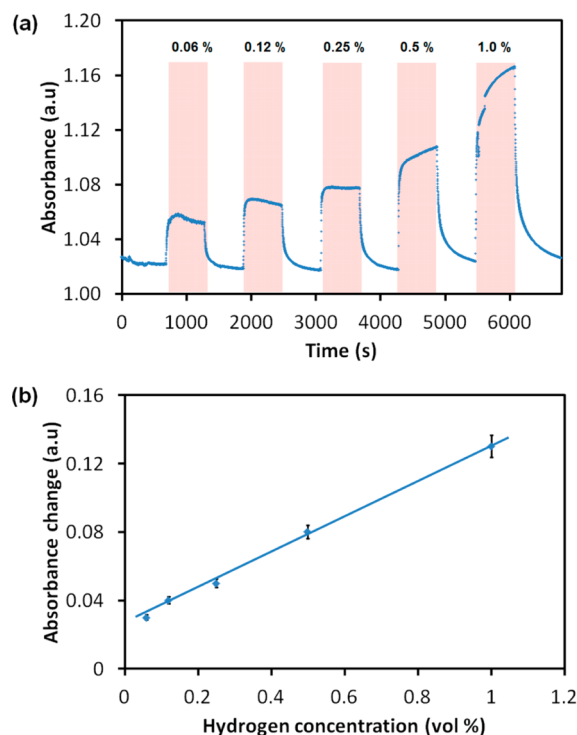 (a)
1.20
0.06 % 0.12 % 0.25 % 0.5 % 1.0 %
1.16
1.12
1.08
1.04
1.00
Absorbance (a.u)
0 1000 2000 3000 4000 5000 6000
Time (s)
(b)
0.16
0.12
0.08
0.04
0
Absorbance change (a.u)
0 0.2 0.4 0.6 0.8 1 1.2
Hydrogen concentration (vol %)